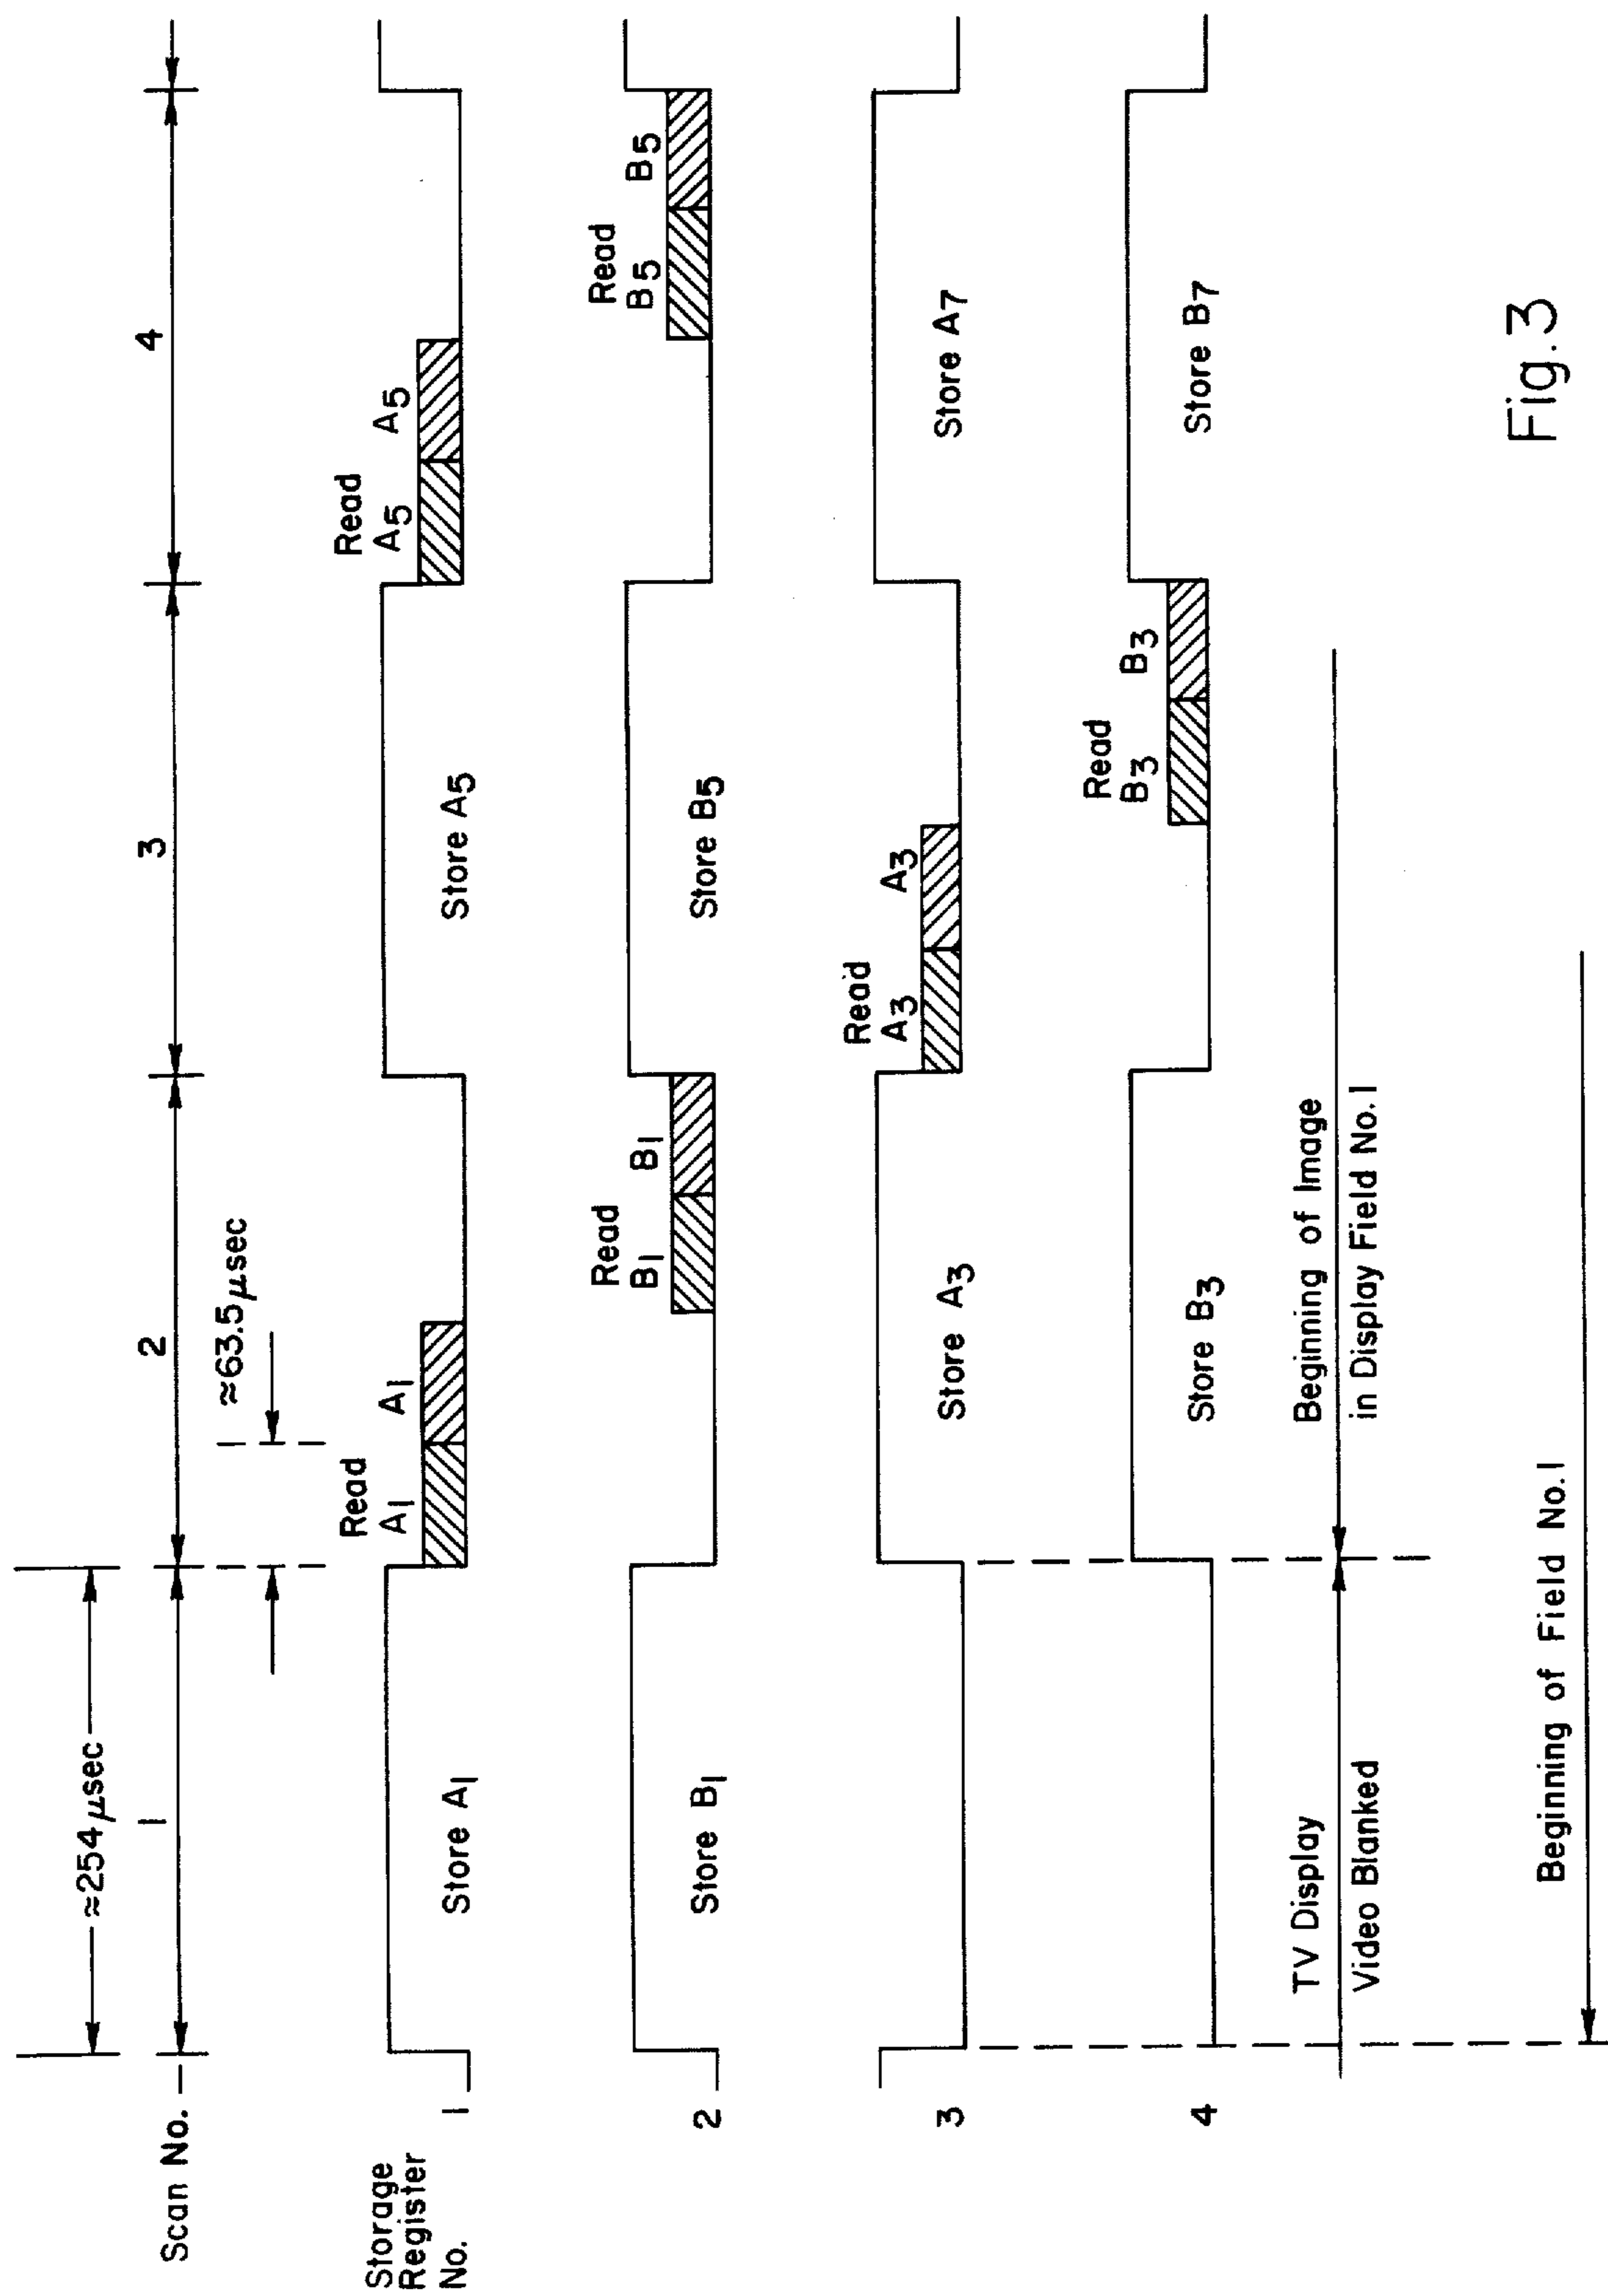 ≈254 μsec
Scan No. 1 2 3 4
≈63.5 μsec
Storage
Register
No.
1
Store A1
Read
A1 A1
Store A5
Read
A5 A5
2
Store B1
Read
B1 B1
Store B5
Read
B5 B5
3
Store A3
Read
A3 A3
Store A7
4
Store B3
Read
B3 B3
Store B7
TV Display
Video Blanked
Beginning of Image
in Display Field No.1
Beginning of Field No.1
Fig.3